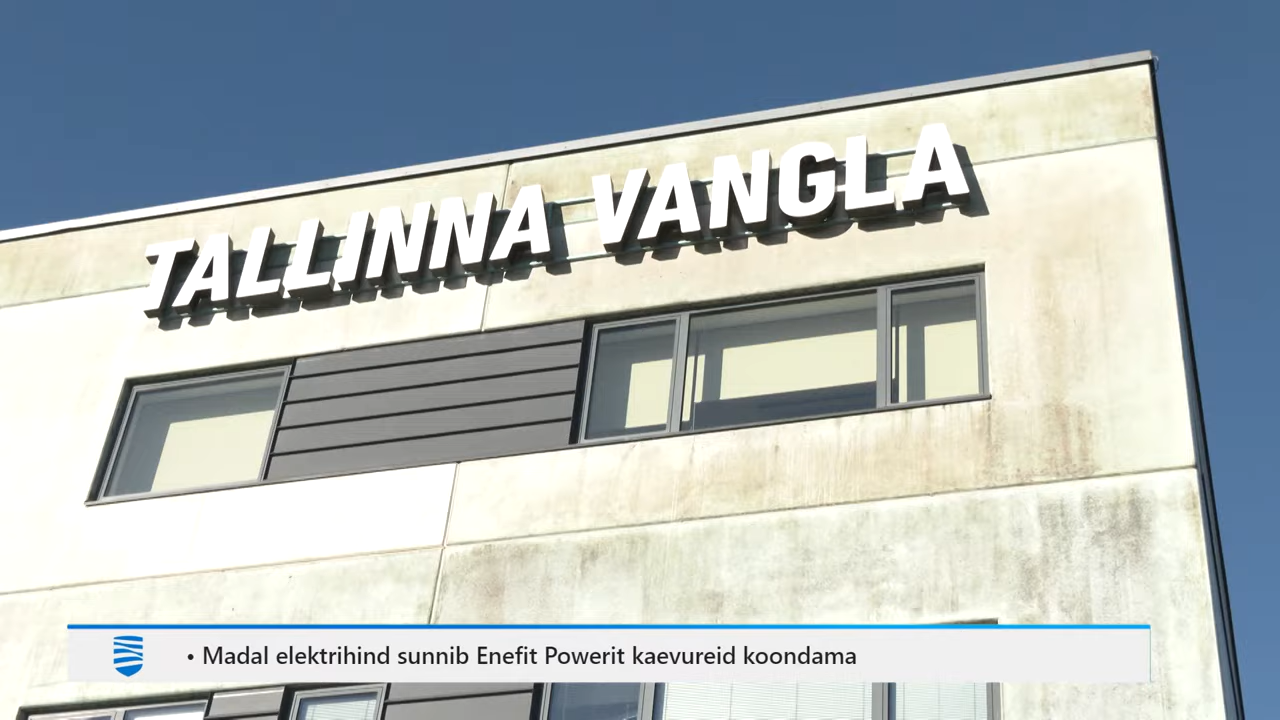 TALLINNA VANGLA
• Madal elektrihind sunnib Enefit Powerit kaevureid koondama